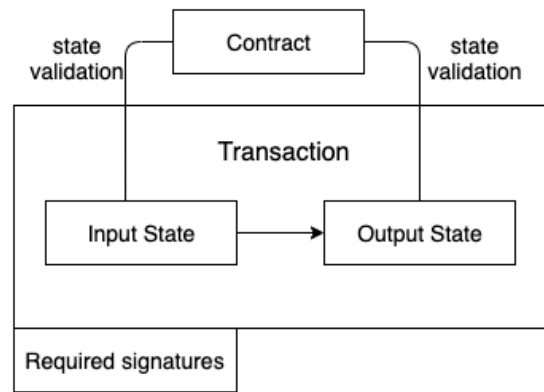 Contract
state
validation
state
validation
Transaction
Input State
Output State
Required signatures